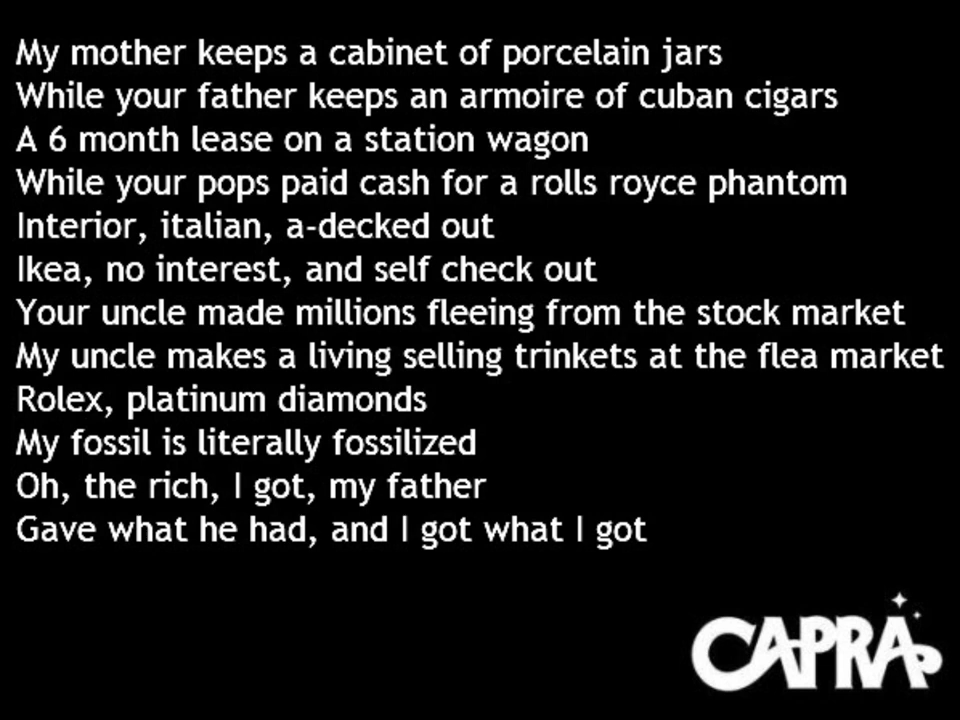 My mother keeps a cabinet of porcelain jars
While your father keeps an armoire of cuban cigars
A 6 month lease on a station wagon
While your pops paid cash for a rolls royce phantom
Interior, italian, a-decked out
Ikea, no interest, and self check out
Your uncle made millions fleeing from the stock market
My uncle makes a living selling trinkets at the flea market
Rolex, platinum diamonds
My fossil is literally fossilized
Oh, the rich, I got, my father
Gave what he had, and I got what I got
CAPRA